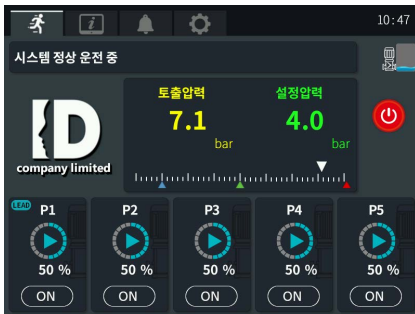 10:47
시스템 정상 운전 중
토출압력 설정압력
7.1 4.0
bar bar
company limited
LEAD P1 P2 P3 P4 P5
50 % 50 % 50 % 50 % 50 %
ON ON ON ON ON